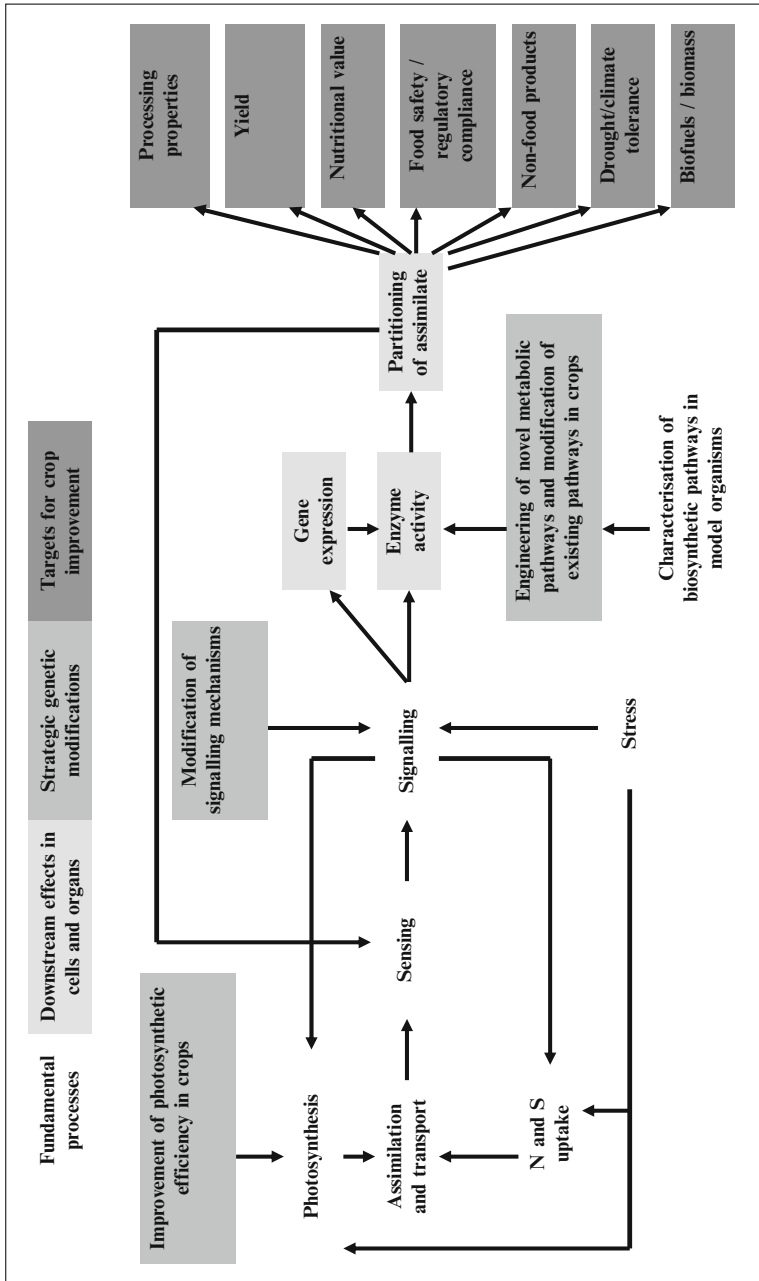 Fundamental
processes
Downstream effects in
cells and organs
Strategic genetic
modifications
Targets for crop
improvement
Improvement of photosynthetic
efficiency in crops
Modification of
signalling mechanisms
Photosynthesis
Assimilation
and transport
N and S
uptake
Sensing
Signalling
Stress
Gene
expression
Enzyme
activity
Engineering of novel metabolic
pathways and modification of
existing pathways in crops
Characterisation of
biosynthetic pathways in
model organisms
Partitioning
of assimilate
Processing
properties
Yield
Nutritional value
Food safety /
regulatory
compliance
Non-food products
Drought/climate
tolerance
Biofuels / biomass